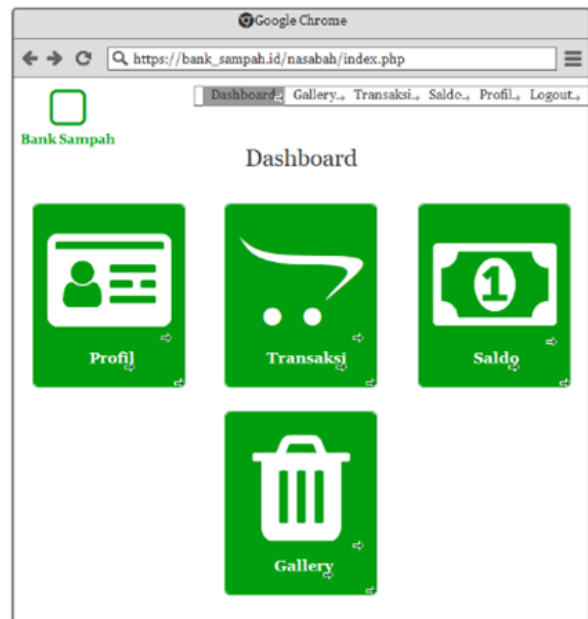 Google Chrome
https://bank_sampah.id/nasabah/index.php
Dashboard Gallery Transaksi Saldo Profil Logout
Bank Sampah
Dashboard
1
Profil Transaksi Saldo
Gallery